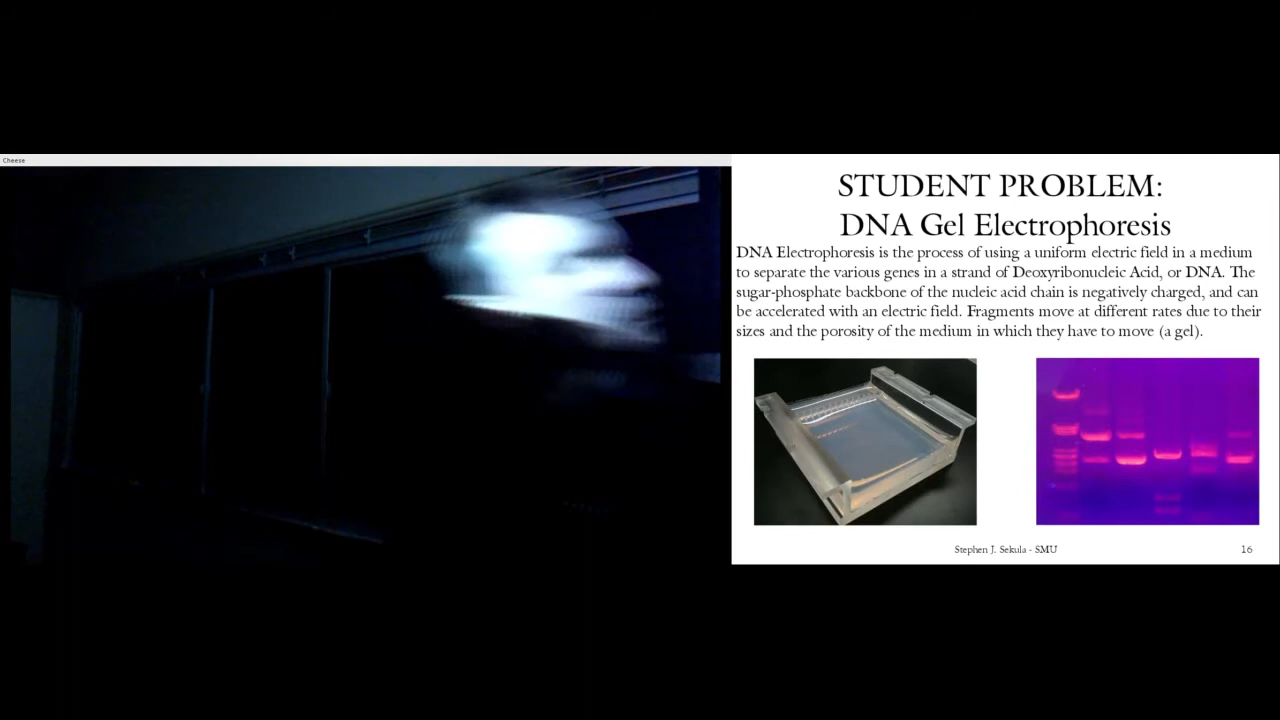 Cheese
STUDENT PROBLEM:
DNA Gel Electrophoresis
DNA Electrophoresis is the process of using a uniform electric field in a medium
to separate the various genes in a strand of Deoxyribonucleic Acid, or DNA. The
sugar-phosphate backbone of the nucleic acid chain is negatively charged, and can
be accelerated with an electric field. Fragments move at different rates due to their
sizes and the porosity of the medium in which they have to move (a gel).
Stephen J. Sekula - SMU
16